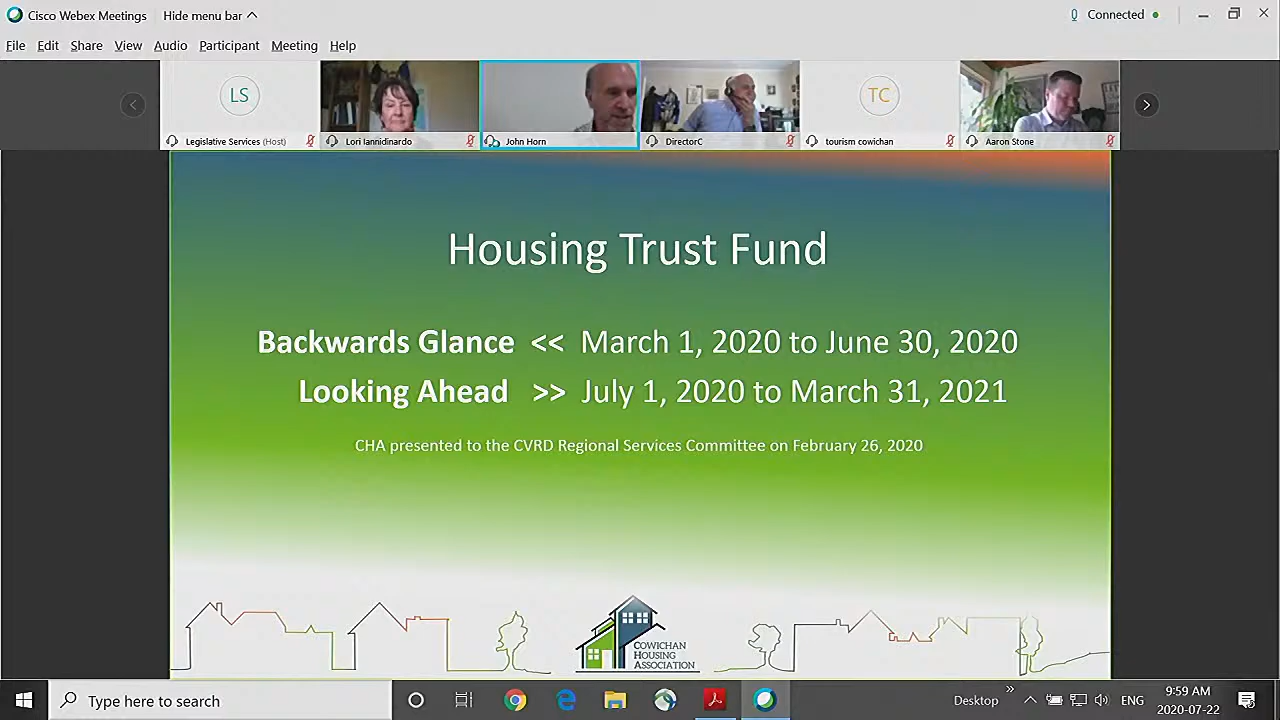 Cisco Webex Meetings
Hide menu bar
Connected
File Edit Share View Audio Participant Meeting Help
LS
TC
Legislative Services (Host)
Lori Iannidinardo
John Horn
DirectorC
tourism cowichan
Aaron Stone
Housing Trust Fund
Backwards Glance << March 1, 2020 to June 30, 2020
Looking Ahead >> July 1, 2020 to March 31, 2021
CHA presented to the CVRD Regional Services Committee on February 26, 2020
COWICHAN
HOUSING
ASSOCIATION
Type here to search
Desktop
ENG
9:59 AM
2020-07-22